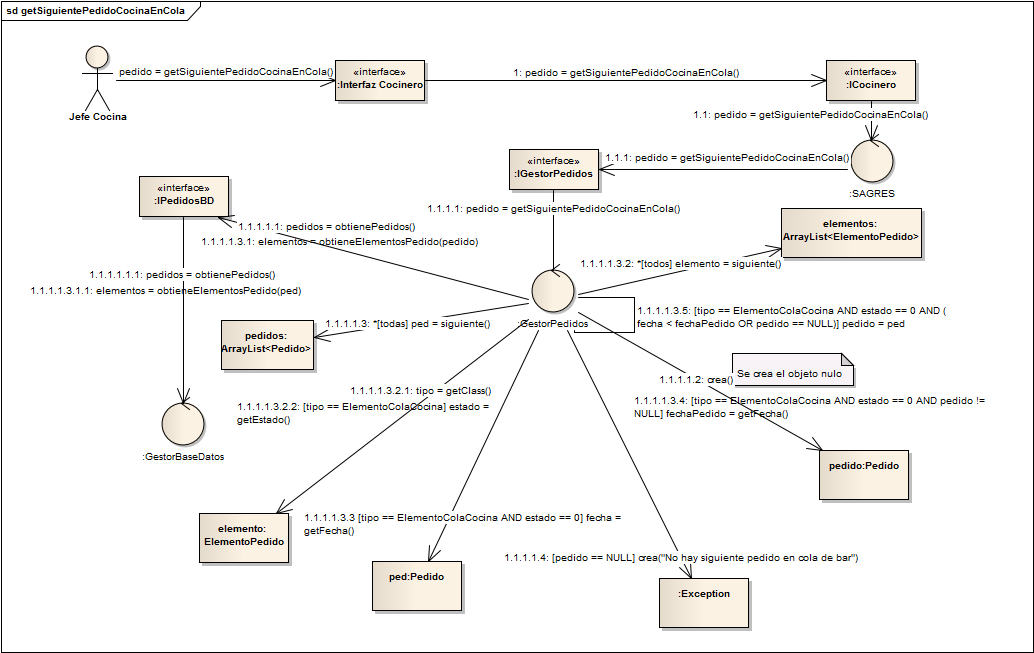 sd getSiguientePedidoCocinaEnCola
pedido = getSiguientePedidoCocinaEnCola()
Jefe Cocina
«interface»
:Interfaz Cocinero
1: pedido = getSiguientePedidoCocinaEnCola()
«interface»
:ICocinero
1.1: pedido = getSiguientePedidoCocinaEnCola()
:SAGRES
1.1.1: pedido = getSiguientePedidoCocinaEnCola()
«interface»
:IGestorPedidos
1.1.1.1: pedido = getSiguientePedidoCocinaEnCola()
«interface»
:IPedidosBD
1.1.1.1.1: pedidos = obtienePedidos()
1.1.1.1.3.1: elementos = obtieneElementosPedido(pedido)
elementos:
ArrayList<ElementoPedido>
1.1.1.1.3.2: *[todos] elemento = siguiente()
1.1.1.1.1.1: pedidos = obtienePedidos()
1.1.1.1.3.1.1: elementos = obtieneElementosPedido(ped)
:GestorPedidos
1.1.1.1.3.5: [tipo == ElementoColaCocina AND estado == 0 AND (
fecha < fechaPedido OR pedido == NULL)] pedido = ped
1.1.1.1.3: *[todas] ped = siguiente()
pedidos:
ArrayList<Pedido>
Se crea el objeto nulo
1.1.1.1.2: crea()
1.1.1.1.3.2.1: tipo = getClass()
1.1.1.1.3.2.2: [tipo == ElementoColaCocina] estado =
getEstado()
1.1.1.1.3.4: [tipo == ElementoColaCocina AND estado == 0 AND pedido !=
NULL] fechaPedido = getFecha()
:GestorBaseDatos
pedido:Pedido
elemento:
ElementoPedido
1.1.1.1.3.3 [tipo == ElementoColaCocina AND estado == 0] fecha =
getFecha()
1.1.1.1.4: [pedido == NULL] crea("No hay siguiente pedido en cola de bar")
ped:Pedido
:Exception